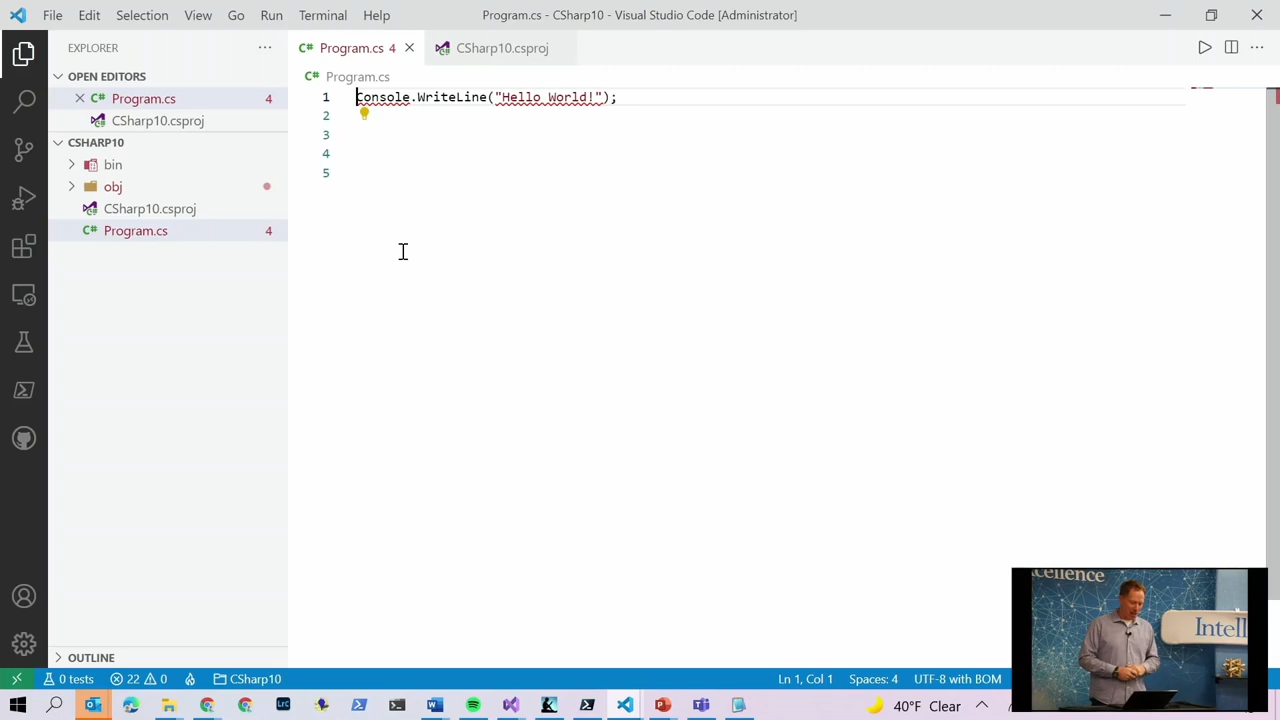 File Edit Selection View Go Run Terminal Help
Program.cs - CSharp10 - Visual Studio Code [Administrator]
EXPLORER
Program.cs 4
CSharp10.csproj
OPEN EDITORS
Program.cs
Program.cs 4
1 Console.WriteLine("Hello World!");
CSharp10.csproj
2
CSHARP10
3
bin
4
5
obj
CSharp10.csproj
Program.cs 4
cellence
Intell
OUTLINE
0 tests 22 0 CSharp10 Ln 1, Col 1 Spaces: 4 UTF-8 with BOM
40°F Clear